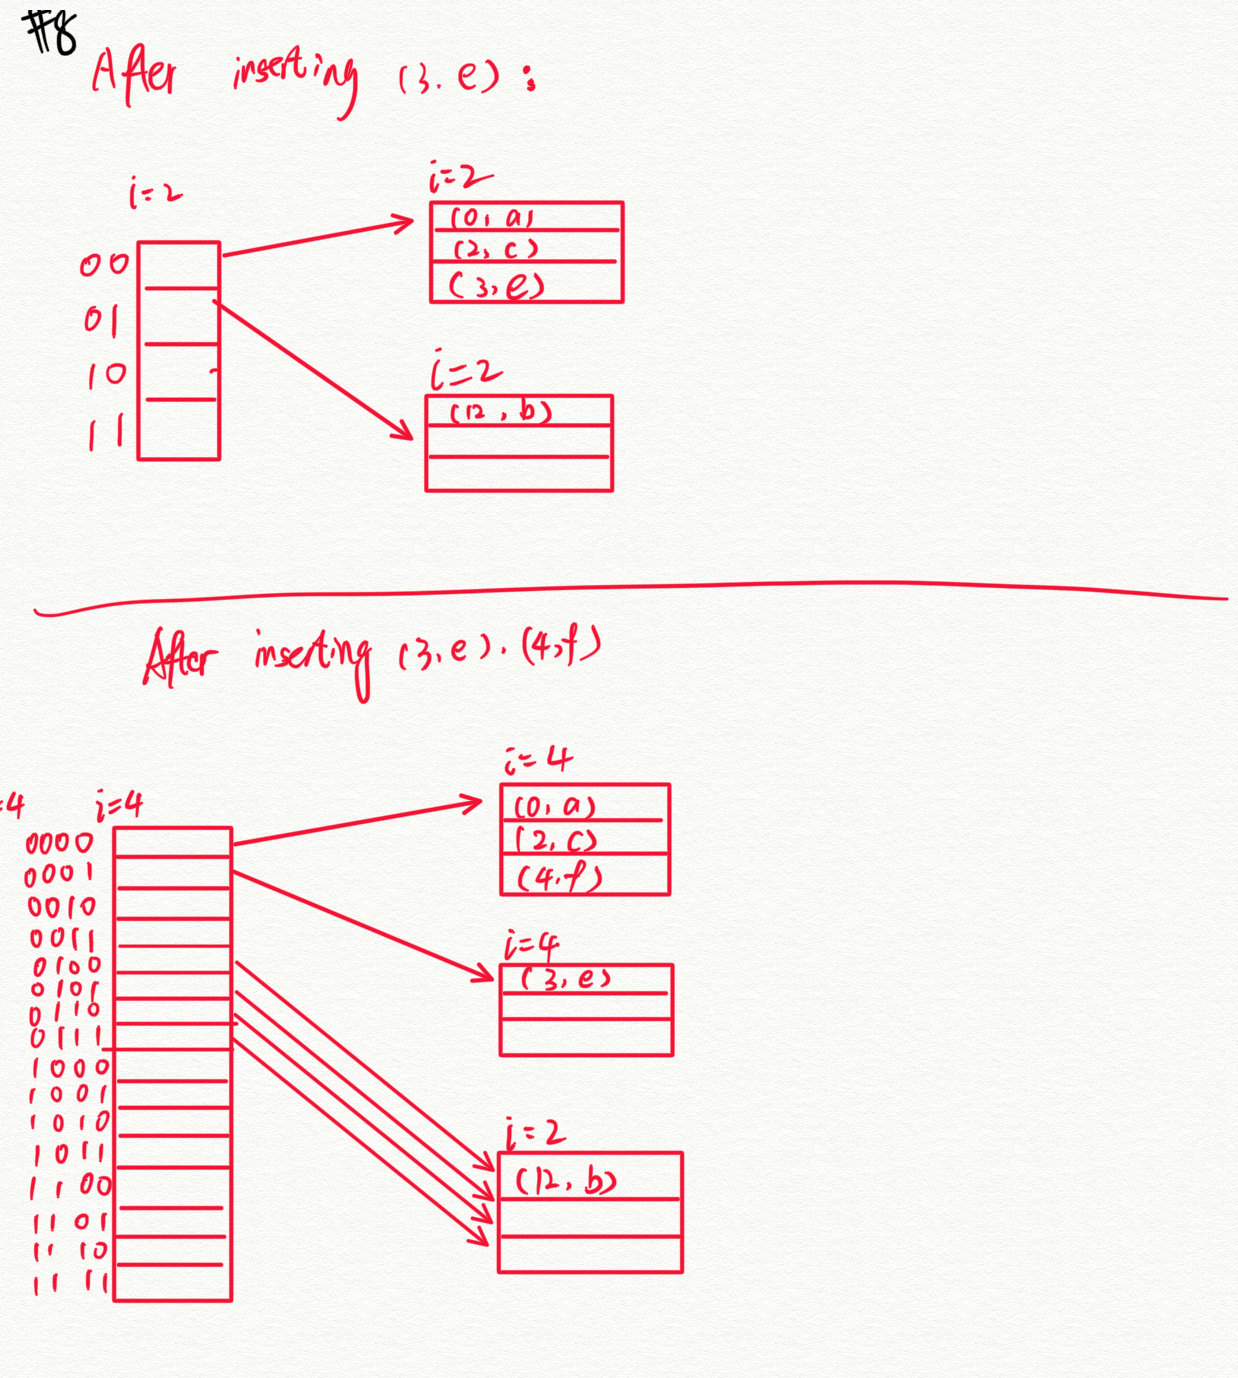 #8
After inserting (3. e) :
i=2
i=2
00
(0, a)
(2, c)
(3, e)
01
10
11
i=2
(12, b)
After inserting (3, e). (4, f)
i=4
(0, a)
(2, c)
(4, f)
=4 i=4
0000
0001
0010
0011
0100
0101
0110
0111
1000
1001
1010
1011
1100
1101
1110
1111
i=4
(3, e)
i=2
(12, b)